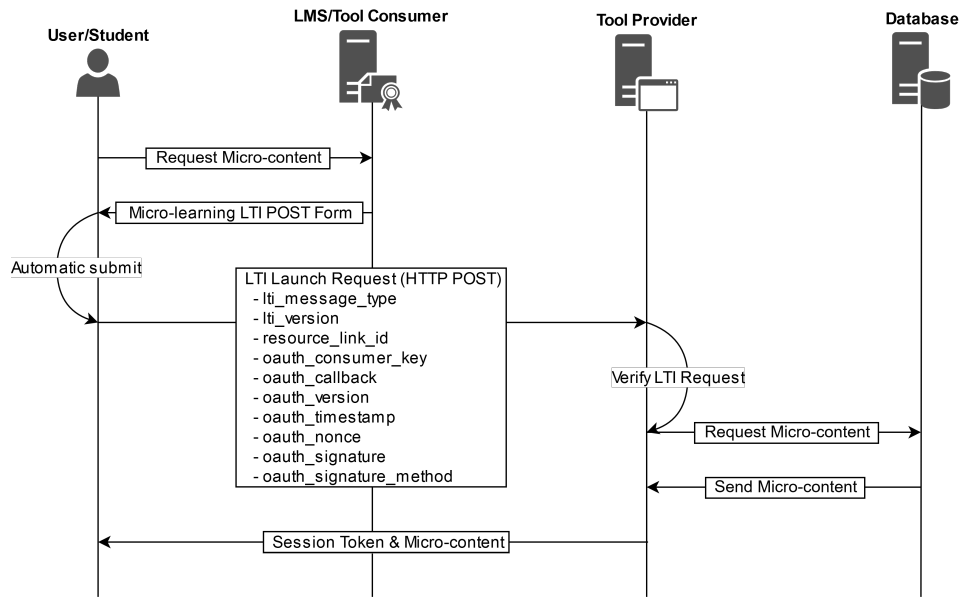 User/Student
LMS/Tool Consumer
Tool Provider
Database
Request Micro-content
Micro-learning LTI POST Form
Automatic submit
LTI Launch Request (HTTP POST)
- lti_message_type
- lti_version
- resource_link_id
- oauth_consumer_key
- oauth_callback
- oauth_version
- oauth_timestamp
- oauth_nonce
- oauth_signature
- oauth_signature_method
Verify LTI Request
Request Micro-content
Send Micro-content
Session Token & Micro-content